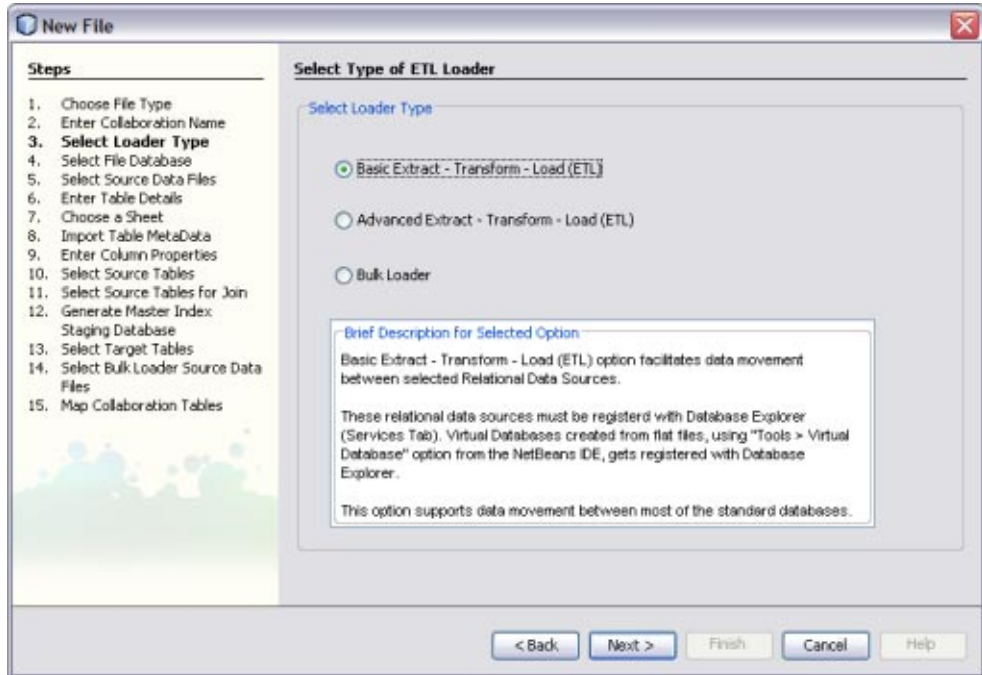 New File
Steps
1. Choose File Type
2. Enter Collaboration Name
3. Select Loader Type
4. Select File Database
5. Select Source Data Files
6. Enter Table Details
7. Choose a Sheet
8. Import Table MetaData
9. Enter Column Properties
10. Select Source Tables
11. Select Source Tables for Join
12. Generate Master Index
Staging Database
13. Select Target Tables
14. Select Bulk Loader Source Data
Files
15. Map Collaboration Tables
Select Type of ETL Loader
Select Loader Type
Basic Extract - Transform - Load (ETL)
Advanced Extract - Transform - Load (ETL)
Bulk Loader
Brief Description for Selected Option
Basic Extract - Transform - Load (ETL) option facilitates data movement
between selected Relational Data Sources.
These relational data sources must be registerd with Database Explorer
(Services Tab). Virtual Databases created from flat files, using "Tools > Virtual
Database" option from the NetBeans IDE, gets registered with Database
Explorer.
This option supports data movement between most of the standard databases.
< Back
Next >
Finish
Cancel
Help